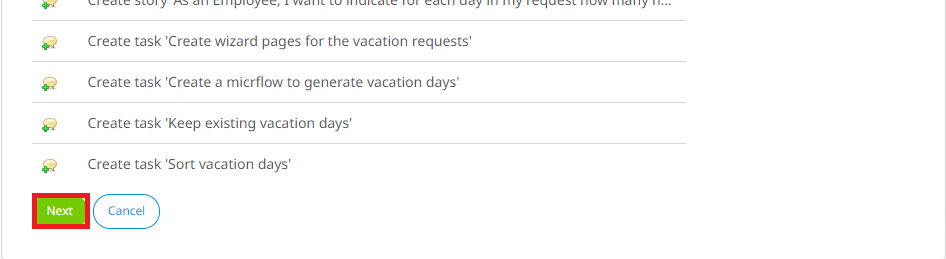 Create story 'As an Employee, I want to indicate for each day in my request how many h...
Create task 'Create wizard pages for the vacation requests'
Create task 'Create a micrflow to generate vacation days'
Create task 'Keep existing vacation days'
Create task 'Sort vacation days'
Next Cancel